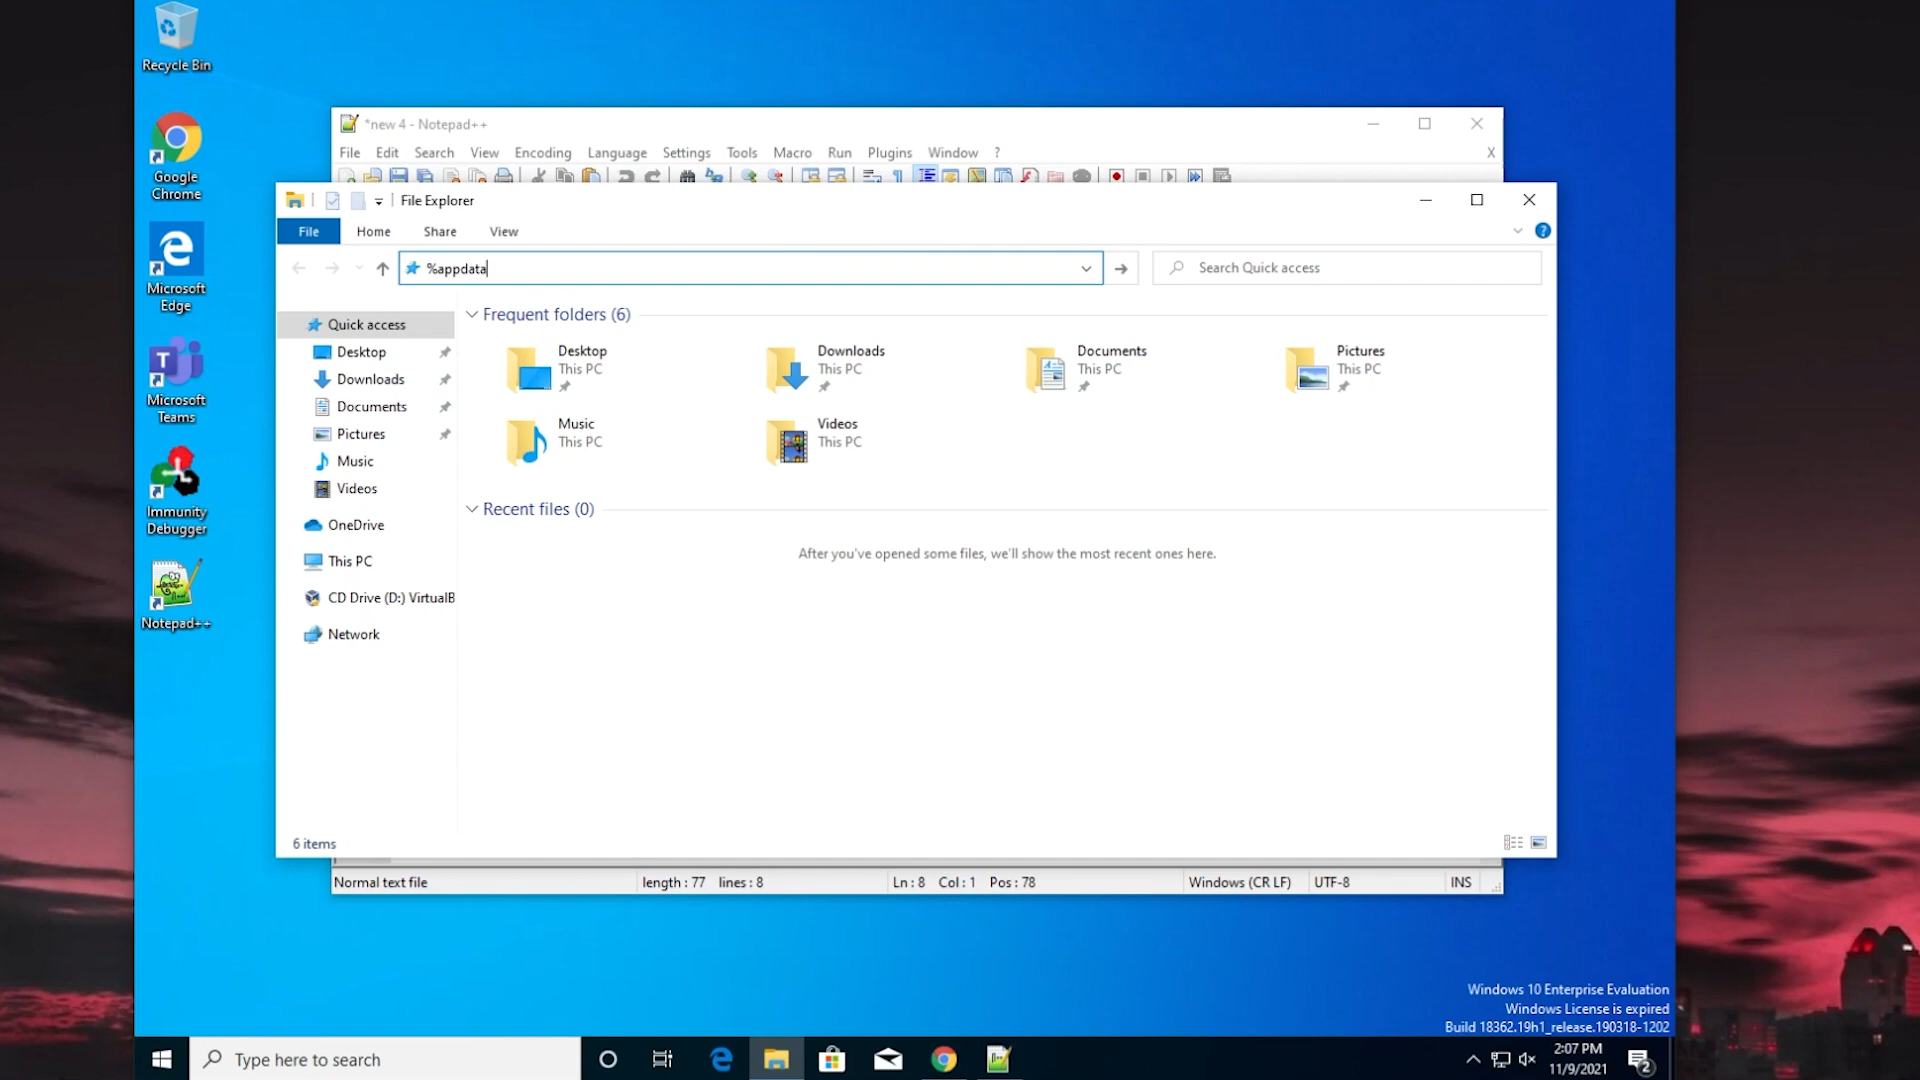 Recycle Bin
Google
Chrome
Microsoft
Edge
Microsoft
Teams
Immunity
Debugger
Notepad++
*new 4 - Notepad++
File Edit Search View Encoding Language Settings Tools Macro Run Plugins Window ? X
File Explorer
File Home Share View
%appdata
Search Quick access
Quick access
Desktop
Downloads
Documents
Pictures
Music
Videos
OneDrive
This PC
CD Drive (D:) VirtualB
Network
Frequent folders (6)
Desktop
This PC
Downloads
This PC
Documents
This PC
Pictures
This PC
Music
This PC
Videos
This PC
Recent files (0)
After you've opened some files, we'll show the most recent ones here.
6 items
Normal text file length : 77 lines : 8 Ln : 8 Col : 1 Pos : 78 Windows (CR LF) UTF-8 INS
Windows 10 Enterprise Evaluation
Windows License is expired
Build 18362.19h1_release.190318-1202
Type here to search
2:07 PM
11/9/2021
2